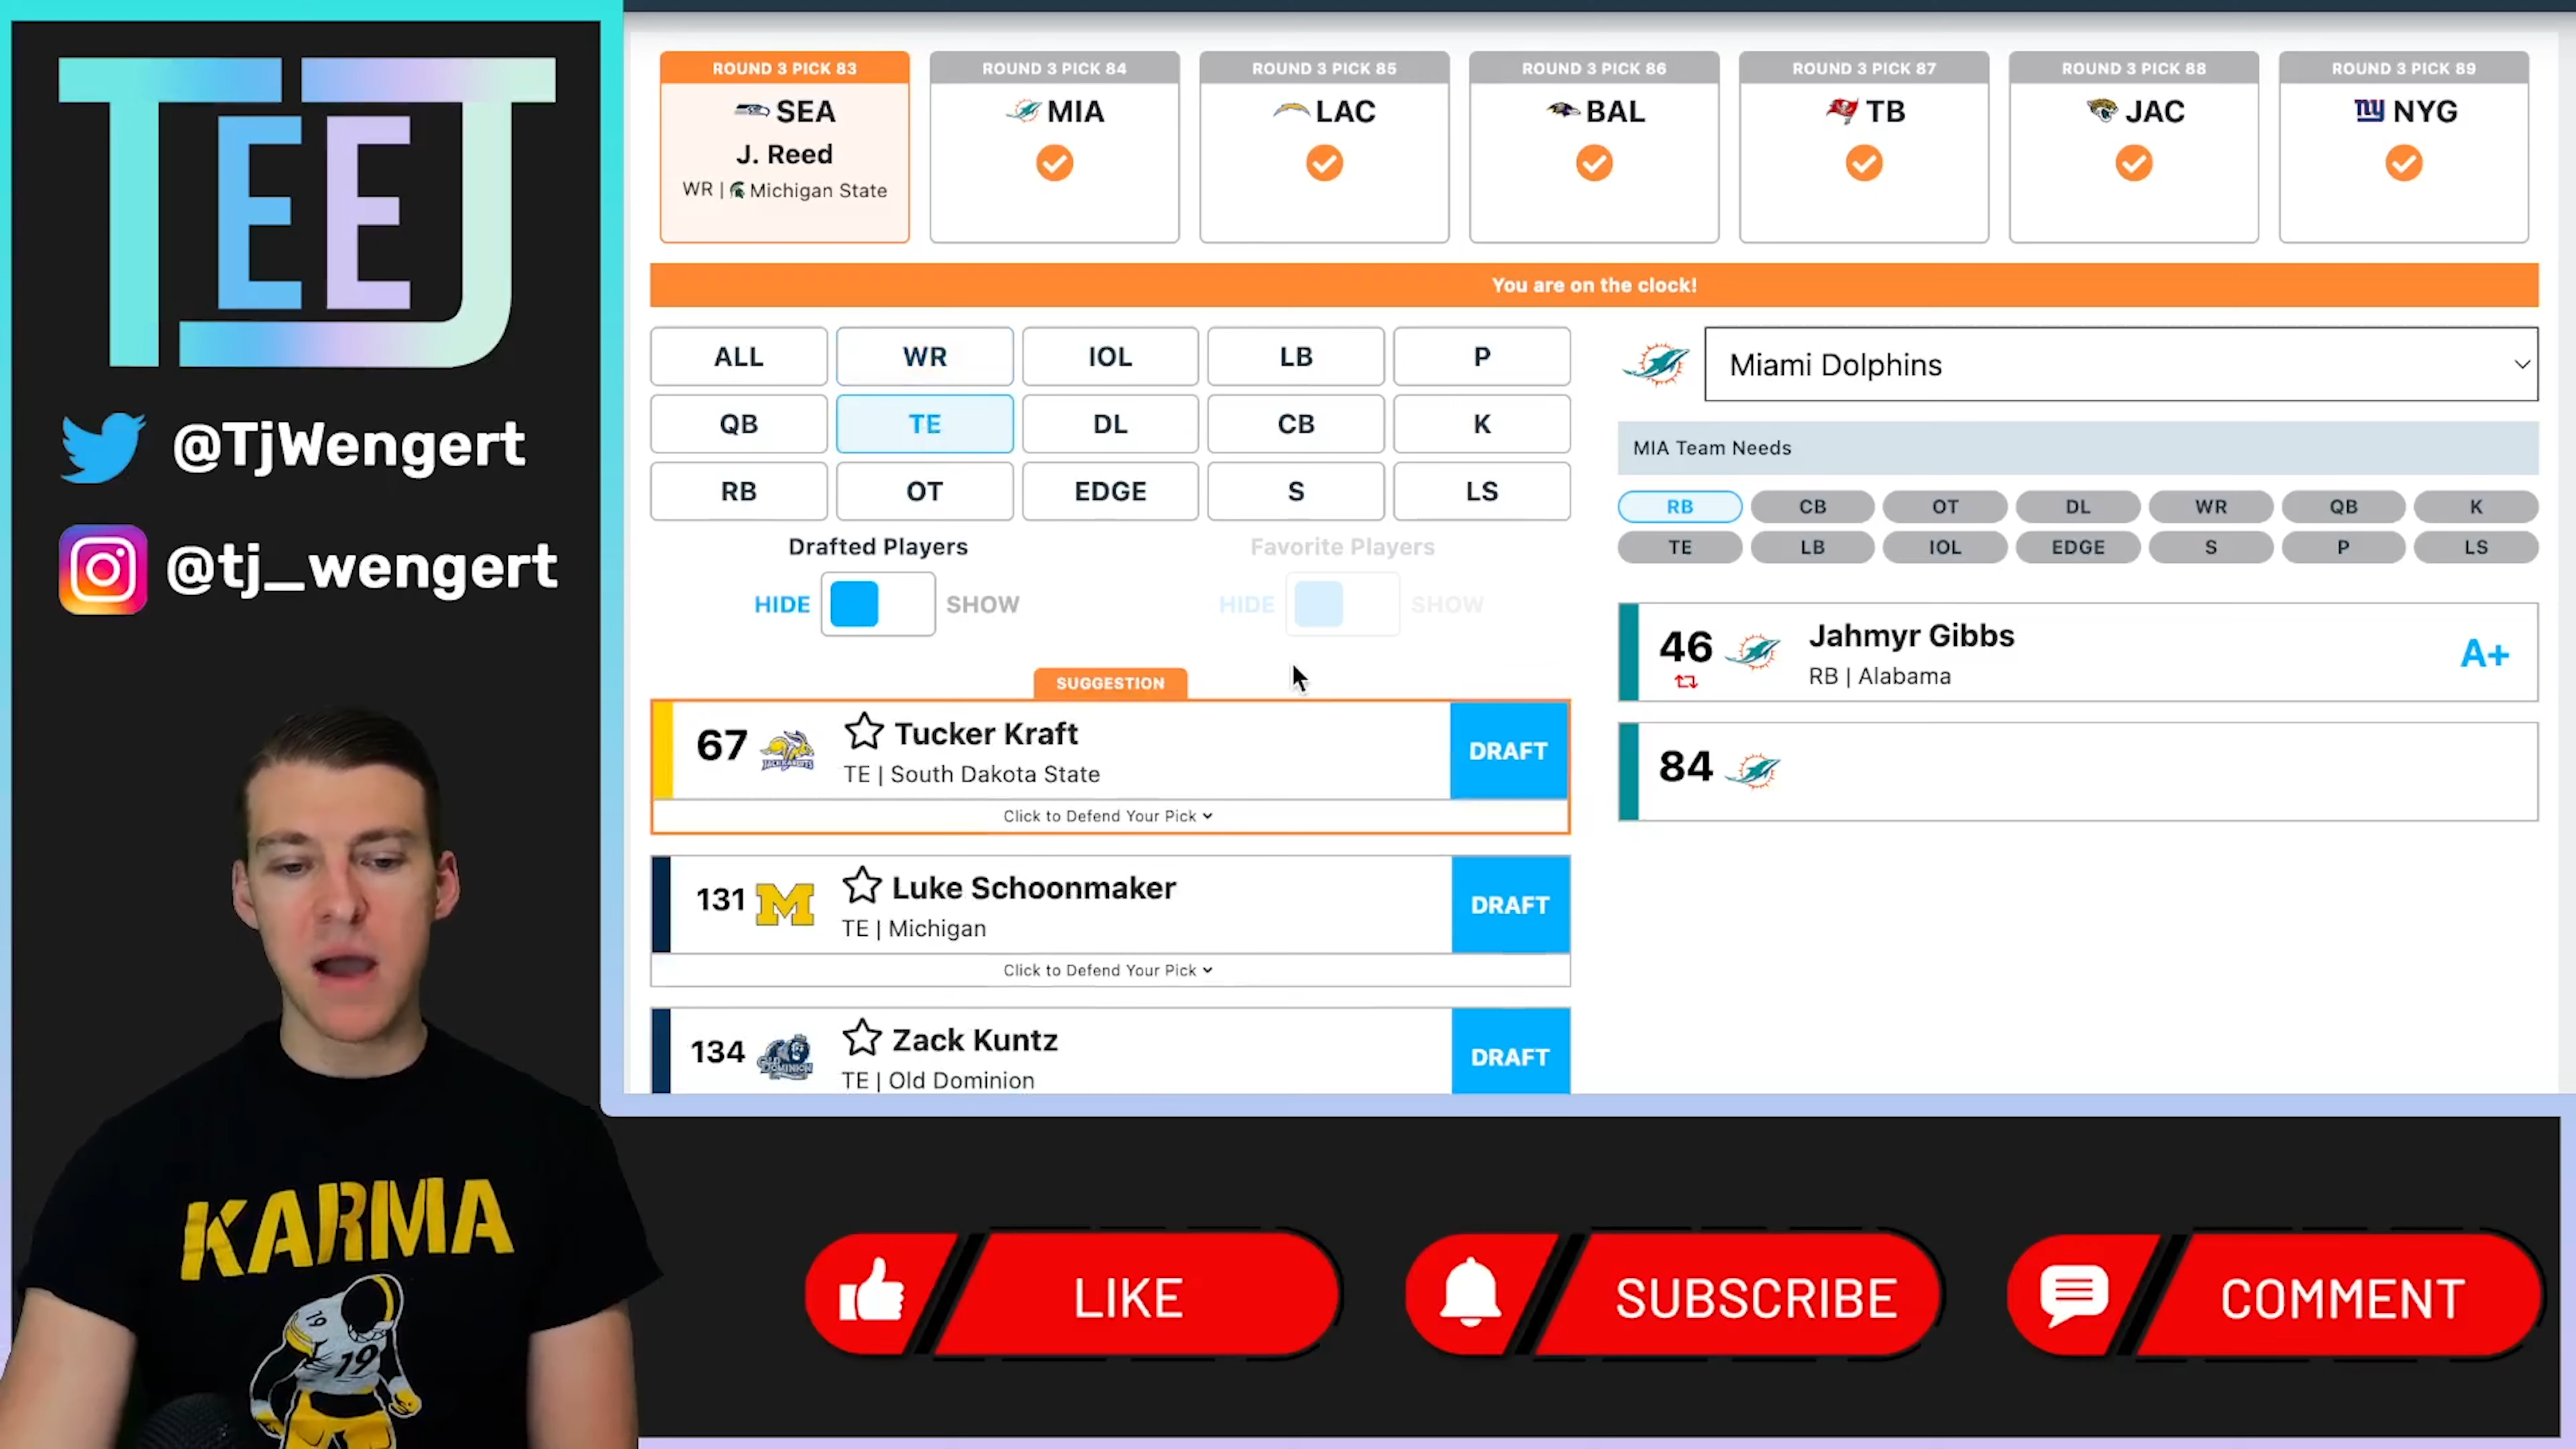 TEEJ
@TjWengert
@tj_wengert
KARMA
19
19
ROUND 3 PICK 83
SEA
J. Reed
WR | Michigan State
ROUND 3 PICK 84
MIA
ROUND 3 PICK 85
LAC
ROUND 3 PICK 86
BAL
ROUND 3 PICK 87
TB
ROUND 3 PICK 88
JAC
ROUND 3 PICK 89
ny NYG
You are on the clock!
ALL WR IOL LB P
QB TE DL CB K
RB OT EDGE S LS
Drafted Players
HIDE SHOW
Favorite Players
HIDE SHOW
SUGGESTION
67 JACKRABBITS Tucker Kraft DRAFT
TE | South Dakota State
Click to Defend Your Pick
131 M Luke Schoonmaker DRAFT
TE | Michigan
Click to Defend Your Pick
134 OLD DOMINION Zack Kuntz DRAFT
TE | Old Dominion
Miami Dolphins
MIA Team Needs
RB CB OT DL WR QB K
TE LB IOL EDGE S P LS
46 Jahmyr Gibbs A+
RB | Alabama
84
LIKE
SUBSCRIBE
COMMENT